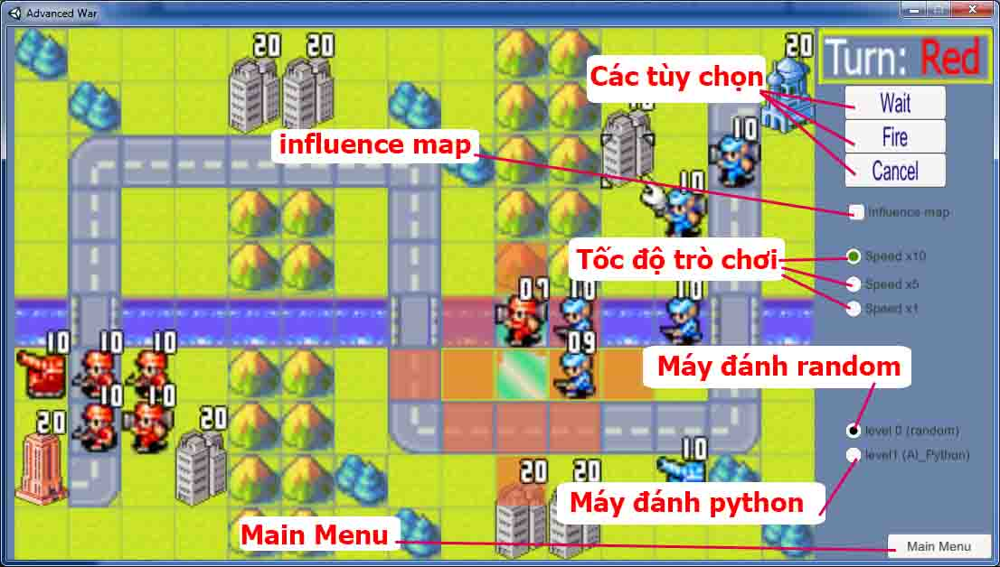 Advanced War
20 20
20
Turn: Red
Các tùy chọn
Wait
10
Fire
influence map
Cancel
10
Influence map
Tốc độ trò chơi
Speed x10
07 10 10
Speed x5
Speed x1
10 10 10
09
Máy đánh random
10 10
20 20
level 0 (random)
10
level1 (AI_Python)
20 20
Máy đánh python
Main Menu
Main Menu